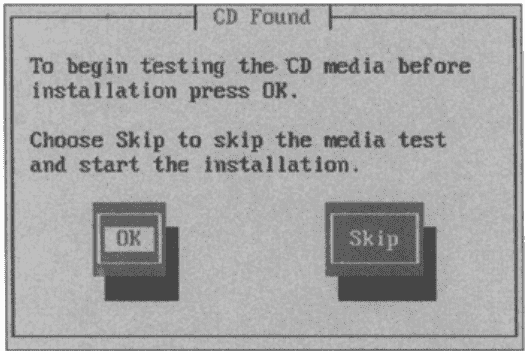 CD Found
To begin testing the CD media before
installation press OK.
Choose Skip to skip the media test
and start the installation.
OK
Skip